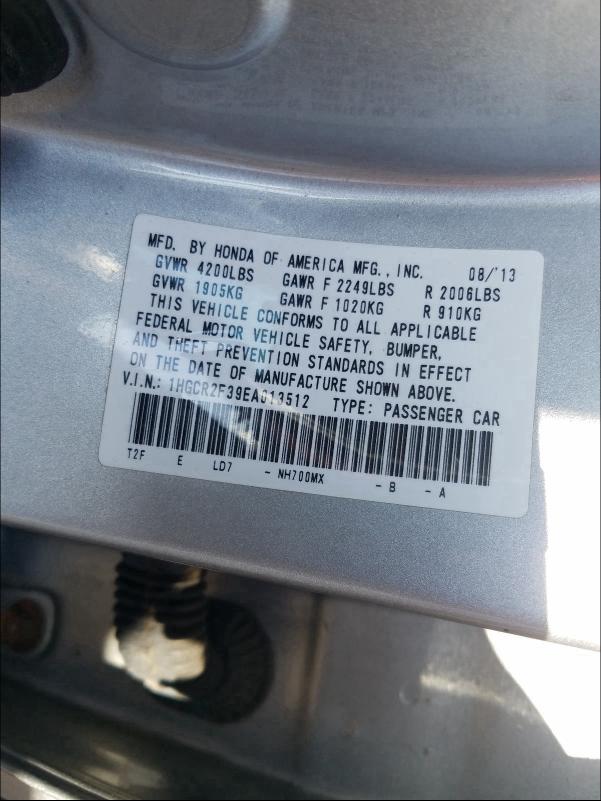 MFD. BY HONDA OF AMERICA MFG., INC. 08/'13
GVWR 4200LBS GAWR F 2249LBS R 2006LBS
GVWR 1905KG GAWR F 1020KG R 910KG
THIS VEHICLE CONFORMS TO ALL APPLICABLE
FEDERAL MOTOR VEHICLE SAFETY, BUMPER,
AND THEFT PREVENTION STANDARDS IN EFFECT
ON THE DATE OF MANUFACTURE SHOWN ABOVE.
V.I.N.: 1HGCR2F39EA013512 TYPE: PASSENGER CAR
T2F E LD7 - NH700MX - B - A